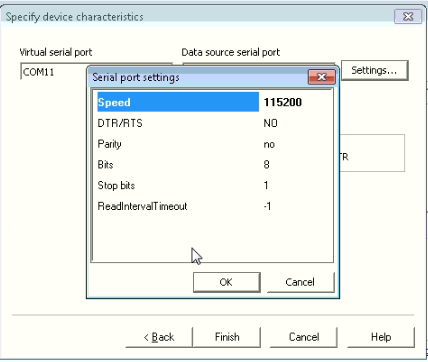 Specify device characteristics
Virtual serial port
Data source serial port
COM11
Settings...
Serial port settings
Speed 115200
DTR/RTS NO
Parity no
Bits 8
Stop bits 1
ReadIntervalTimeout -1
TR
OK
Cancel
< Back
Finish
Cancel
Help